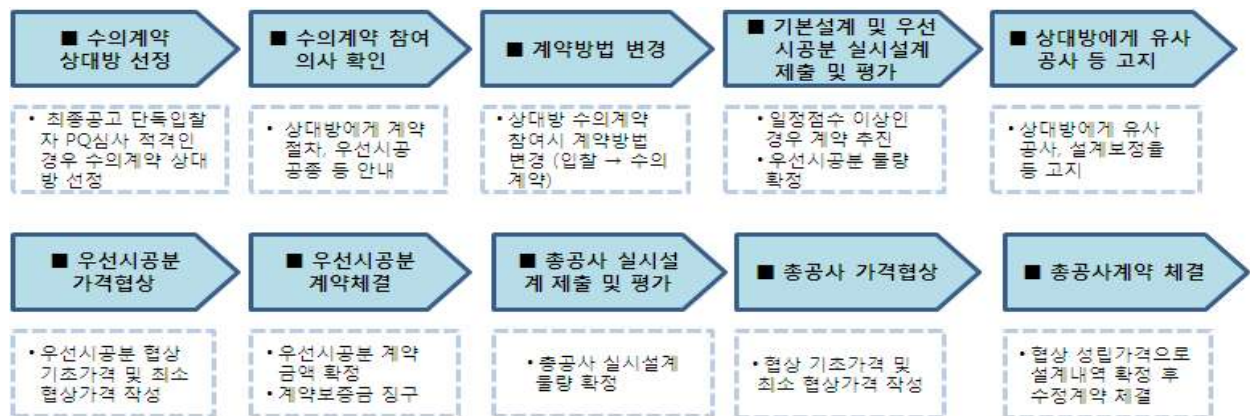 ■ 수의계약
상대방 선정
■ 수의계약 참여
의사 확인
■ 계약방법 변경
■ 기본설계 및 우선
시공분 실시설계
제출 및 평가
■ 상대방에게 유사
공사 등 고지
• 최종공고 단독입찰
자 PQ심사 적격인
경우 수의계약 상대
방 선정
• 상대방에게 계약
절차, 우선시공
공종 등 안내
• 상대방 수의계약
참여시 계약방법
변경 (입찰 → 수의
계약)
• 일정점수 이상인
경우 계약 추진
• 우선시공분 물량
확정
• 상대방에게 유사
공사, 설계보정율
등 고지
■ 우선시공분
가격협상
■ 우선시공분
계약체결
■ 총공사 실시설
계 제출 및 평가
■ 총공사 가격협상
■ 총공사계약 체결
• 우선시공분 협상
기초가격 및 최소
협상가격 작성
• 우선시공분 계약
금액 확정
• 계약보증금 징구
• 총공사 실시설계
물량 확정
• 협상 기초가격 및
최소 협상가격 작성
• 협상 성립가격으로
설계내역 확정 후
수정계약 체결